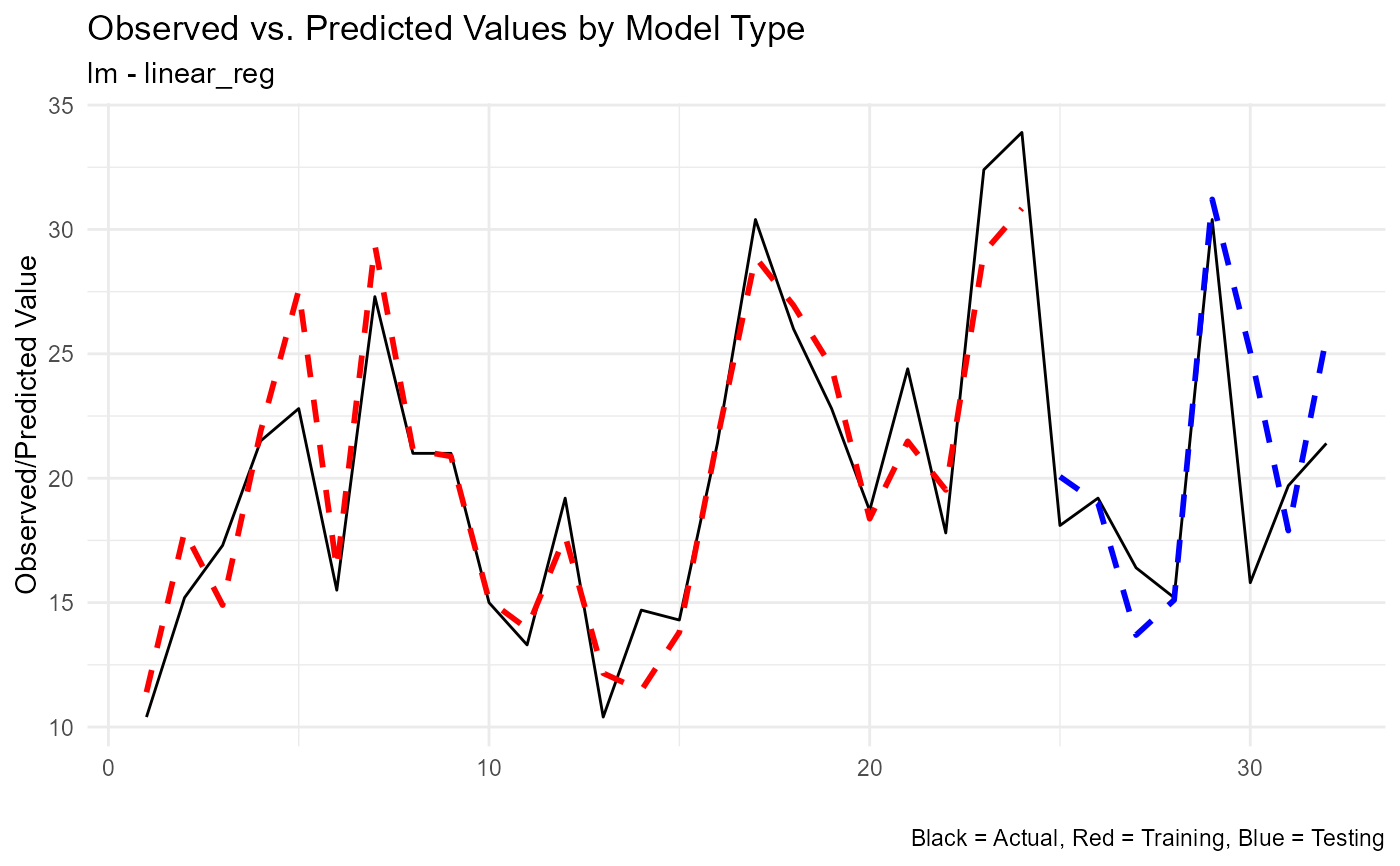 Observed vs. Predicted Values by Model Type
lm - linear_reg
Observed/Predicted Value
35
30
25
20
15
10
0 10 20 30
Black = Actual, Red = Training, Blue = Testing